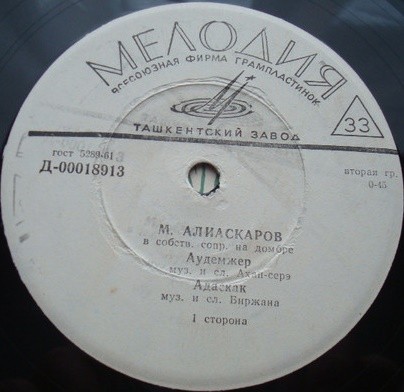 МЕЛОДИЯ
ВСЕСОЮЗНАЯ ФИРМА ГРАМПЛАСТИНОК
ТАШКЕНТСКИЙ ЗАВОД
33
гост 5289-61
Д-00018913
вторая гр.
0-45
М. АЛИАСКАРОВ
в собств. сопр. на домбре
Аудемжер
муз. и сл. Ахан-серэ
Адаскак
муз. и сл. Биржана
1 сторона